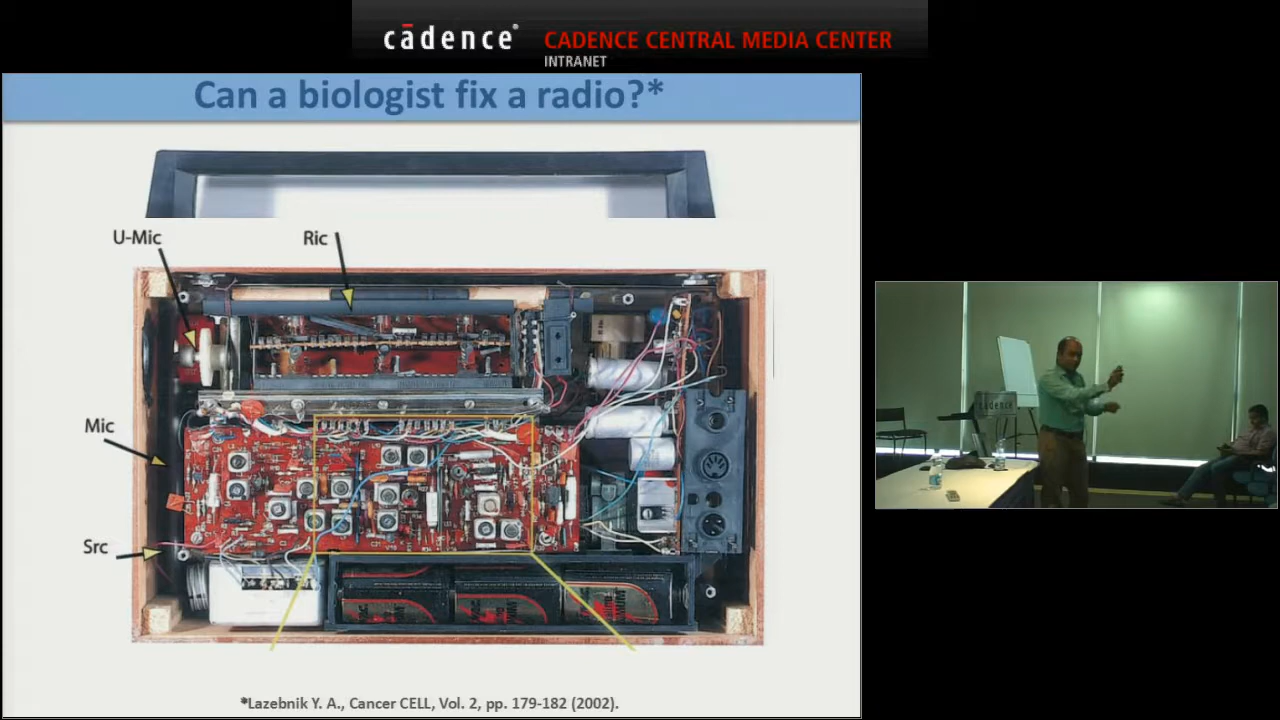 cādence®
CADENCE CENTRAL MEDIA CENTER
INTRANET
Can a biologist fix a radio?*
U-Mic
Ric
Mic
Src
cādence
*Lazebnik Y. A., Cancer CELL, Vol. 2, pp. 179-182 (2002).